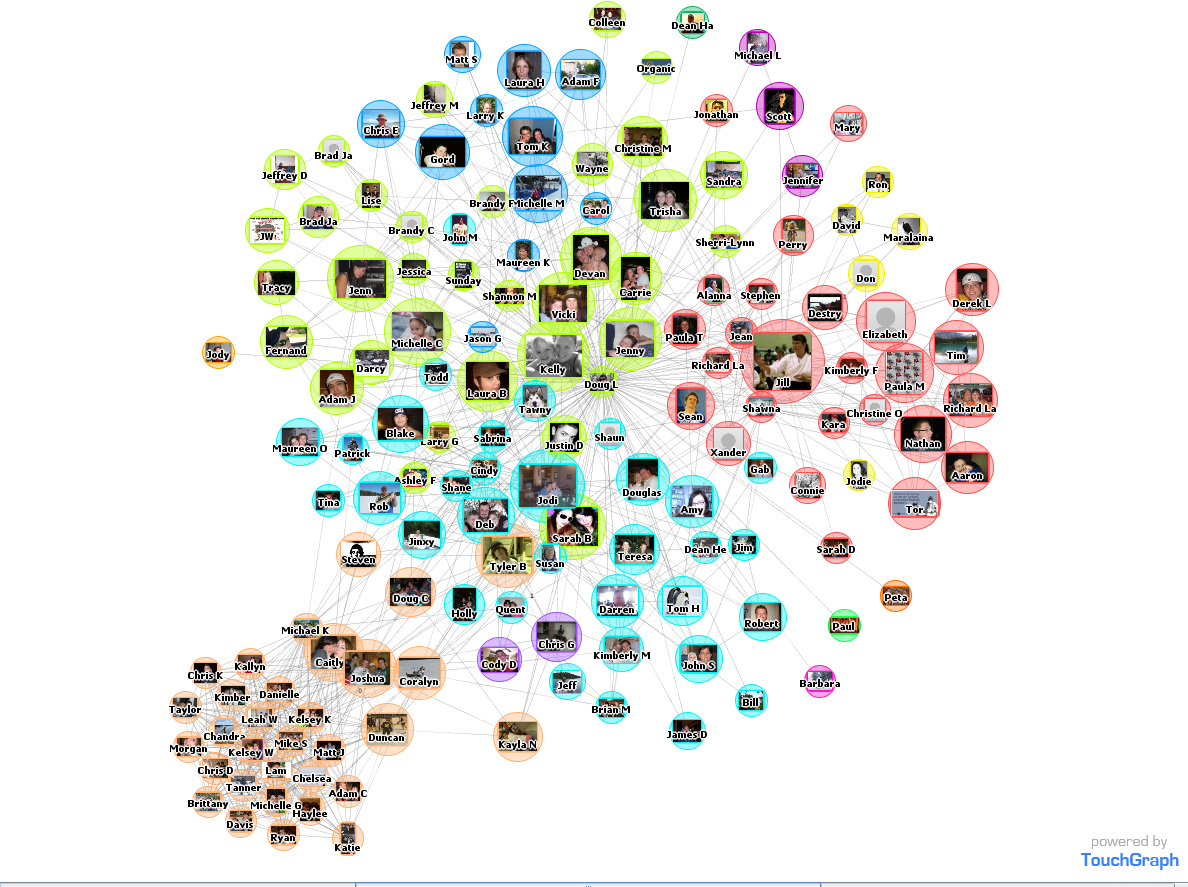 Colleen
Dean Ha
Michael L
Matt S
Laura H
Adam F
Organic
Jeffrey M
Larry K
Jonathan
Scott
Chris E
Mary
Gord
Tom K
Christine M
Brad Ja
Wayne
Jeffrey D
Sandra
Jennifer
Ron
Lise
Brandy F
Michelle M
Carol
Trisha
Brad Ja
David
JW
Brandy C
John M
Sherri-Lynn
Perry
Maralaina
Maureen K
Jessica
Sunday
Devan
Carrie
Don
Tracy
Jenn
Shannon M
Alanna
Stephen
Derek L
Vicki
Destry
Jason G
Paula T
Jean
Elizabeth
Jody
Fernand
Michelle C
Jenny
Tim
Darcy
Kelly
Richard La
Kimberly F
Todd
Doug L
Jill
Paula M
Adam J
Laura B
Tawny
Sean
Shawna
Christine O
Richard La
Blake
Kara
Larry G
Sabrina
Justin D
Shaun
Nathan
Maureen O
Patrick
Xander
Cindy
Gab
Aaron
Ashley F
Shane
Jodi
Douglas
Connie
Jodie
Tina
Rob
Amy
Tor
Deb
Jinxy
Sarah B
Steven
Tyler B
Susan
Teresa
Dean He
Jim
Sarah D
Doug C
Holly
Quent
1
Darren
Tom H
Peta
Robert
Paul
Michael K
Chris G
Caitly
Cody D
Kimberly M
John S
Chris K
Kallyn
Joshua
Coralyn
Jeff
Barbara
0
Kimber
Danielle
Taylor
Brian M
Bill
Leah W
Kelsey K
Chandra
Duncan
Kayla N
James D
Morgan
Kelsey W
Mike S
Matt J
Chris D
Lam
Chelsea
Tanner
Adam C
Brittany
Michelle G
Haylee
Davis
Ryan
Katie
powered by
TouchGraph